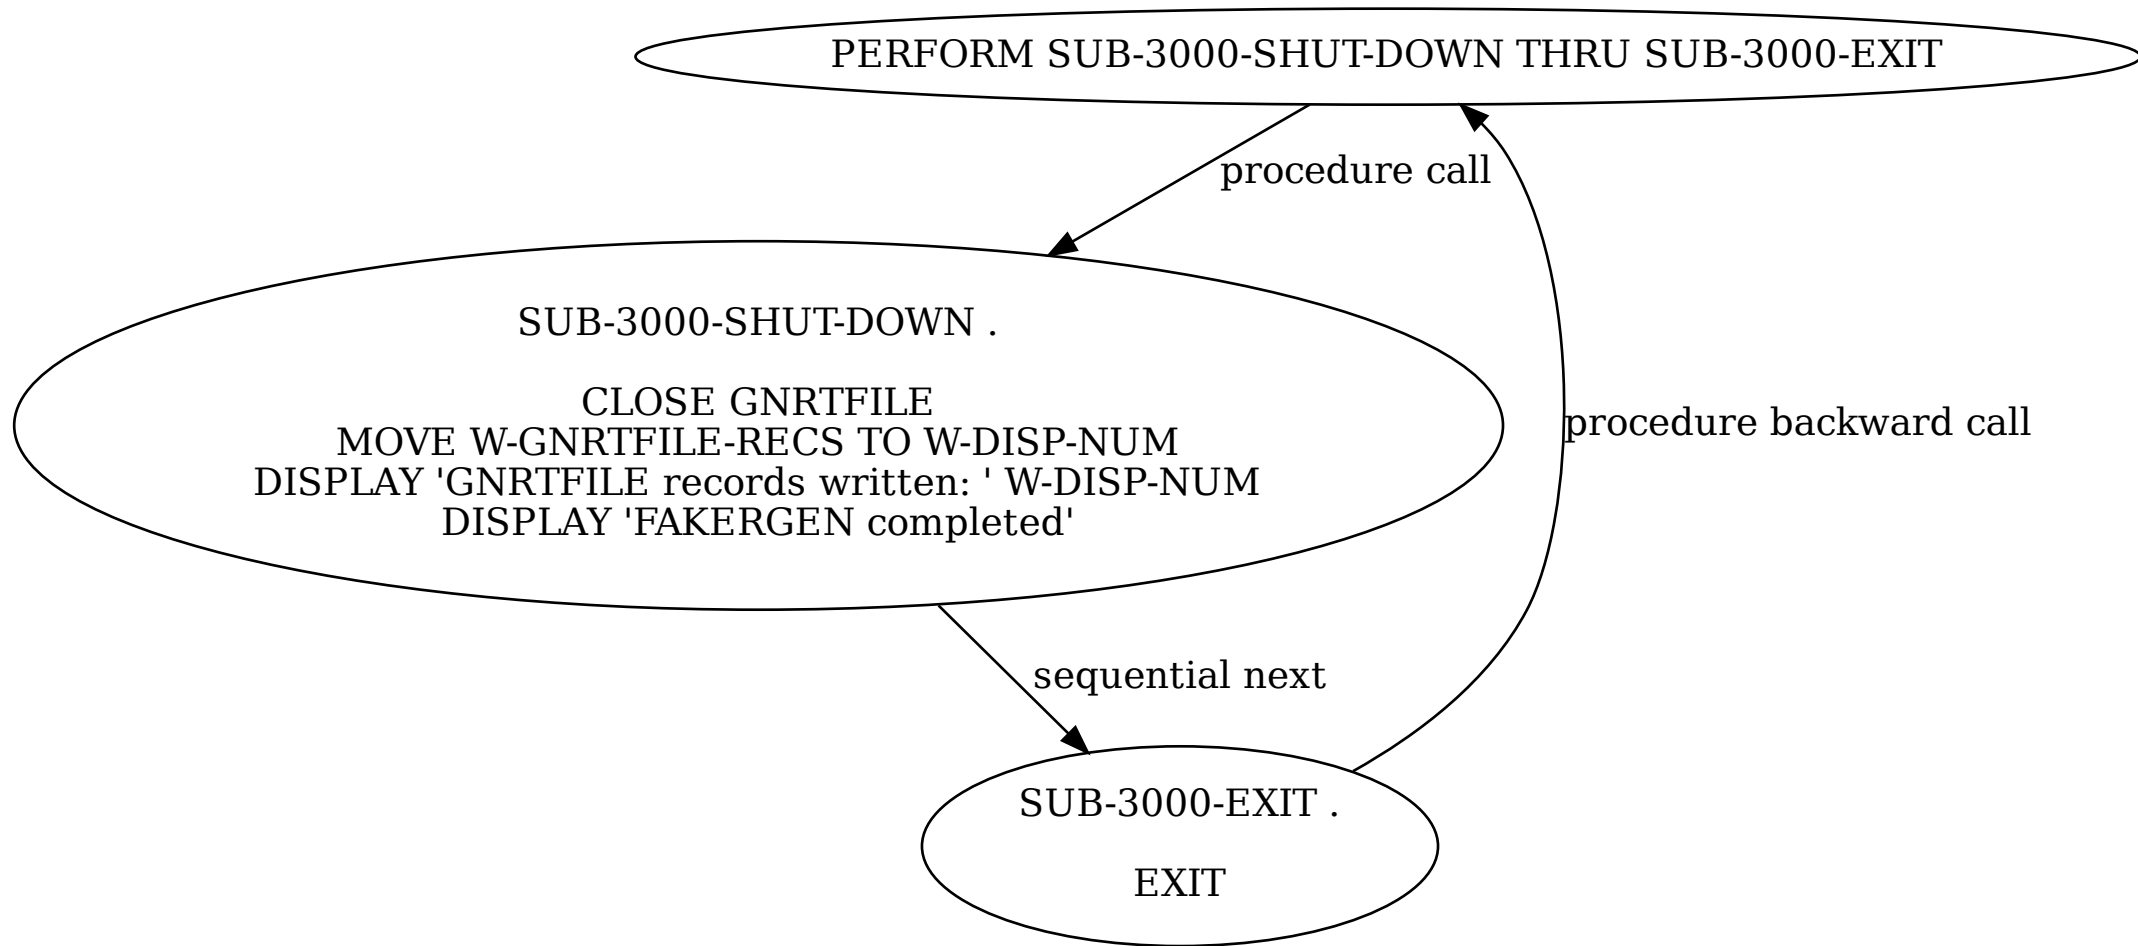 PERFORM SUB-3000-SHUT-DOWN THRU SUB-3000-EXIT
procedure call
SUB-3000-SHUT-DOWN .
CLOSE GNRTFILE
MOVE W-GNRTFILE-RECS TO W-DISP-NUM
DISPLAY 'GNRTFILE records written: ' W-DISP-NUM
DISPLAY 'FAKERGEN completed'
procedure backward call
sequential next
SUB-3000-EXIT .
EXIT